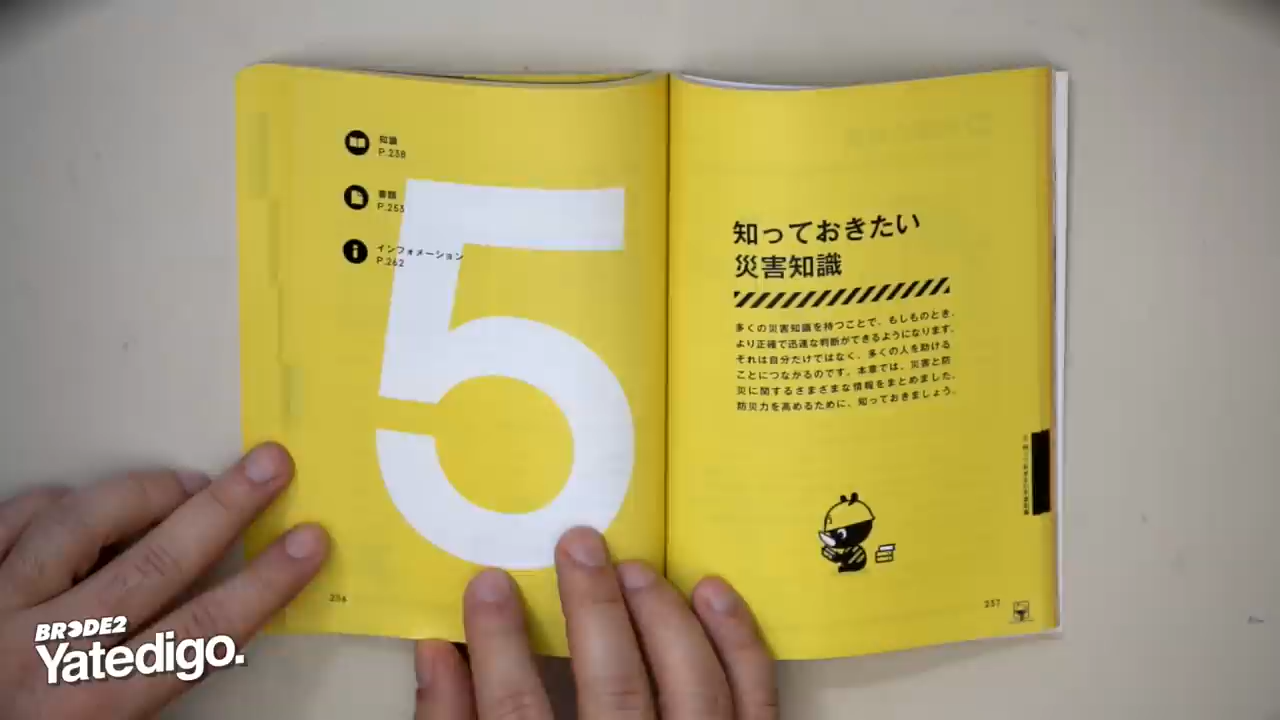 知識
P.238
書類
P.253
インフォメーション
P.262
5
236
知っておきたい
災害知識
多くの災害知識を持つことで、もしものとき、
より正確で迅速な判断ができるようになります。
それは自分だけではなく、多くの人を助ける
ことにつながるのです。本章では、災害と防
災に関するさまざまな情報をまとめました。
防災力を高めるために、知っておきましょう。
237
BRODE2
Yatedigo.